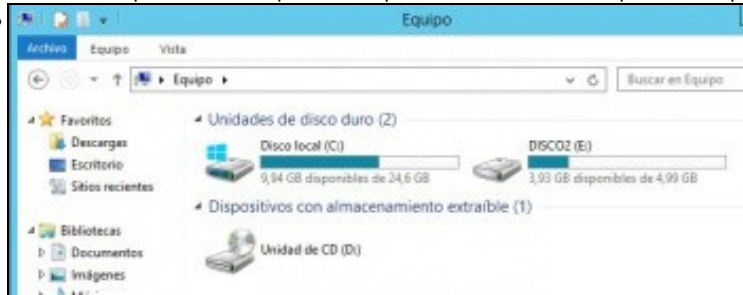 Equipo
Archivo Equipo Vista
Equipo
Buscar en Equipo
Favoritos
Descargas
Escritorio
Sitios recientes
Bibliotecas
Documentos
Imágenes
Unidades de disco duro (2)
Disco local (C:)
9,94 GB disponibles de 24,6 GB
DISCO2 (E:)
3,93 GB disponibles de 4,99 GB
Dispositivos con almacenamiento extraíble (1)
Unidad de CD (D:)